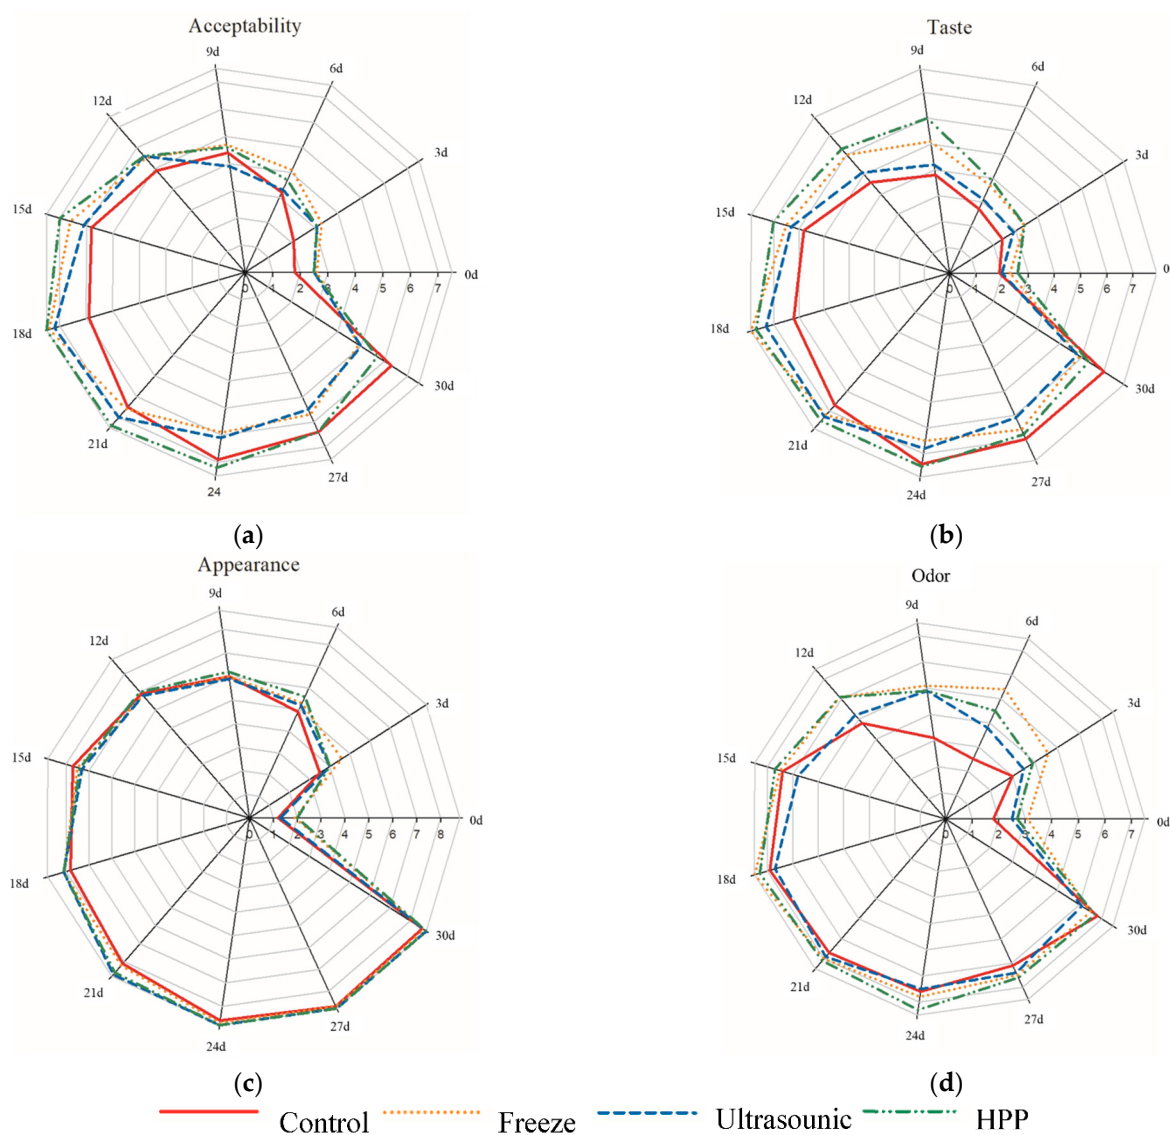 Acceptability
9d
6d
12d
3d
15d
0 1 2 3 4 5 6 7 0d
18d
30d
21d
27d
24
(a)
Taste
9d
6d
12d
3d
15d
0 1 2 3 4 5 6 7 0
18d
30d
21d
27d
24d
(b)
Appearance
9d
6d
12d
3d
15d
0 1 2 3 4 5 6 7 8 0d
18d
30d
21d
27d
24d
(c)
Odor
9d
6d
12d
3d
15d
0 1 2 3 4 5 6 7 0d
18d
30d
21d
27d
24d
(d)
Control Freeze Ultrasounic HPP